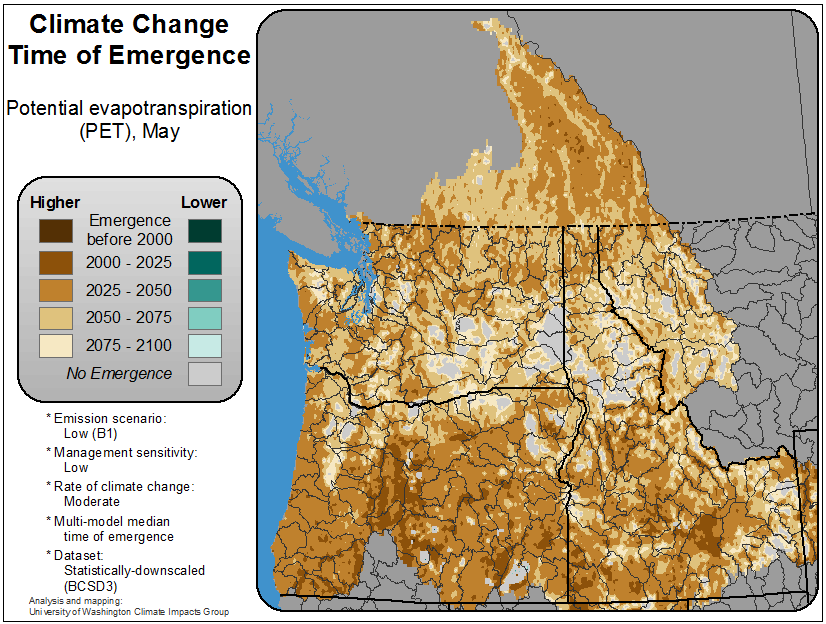 Climate Change
Time of Emergence
Potential evapotranspiration
(PET), May
Higher Lower
Emergence
before 2000
2000 - 2025
2025 - 2050
2050 - 2075
2075 - 2100
No Emergence
* Emission scenario:
Low (B1)
* Management sensitivity:
Low
* Rate of climate change:
Moderate
* Multi-model median
time of emergence
* Dataset:
Statistically-downscaled
(BCSD3)
Analysis and mapping:
University of Washington Climate Impacts Group